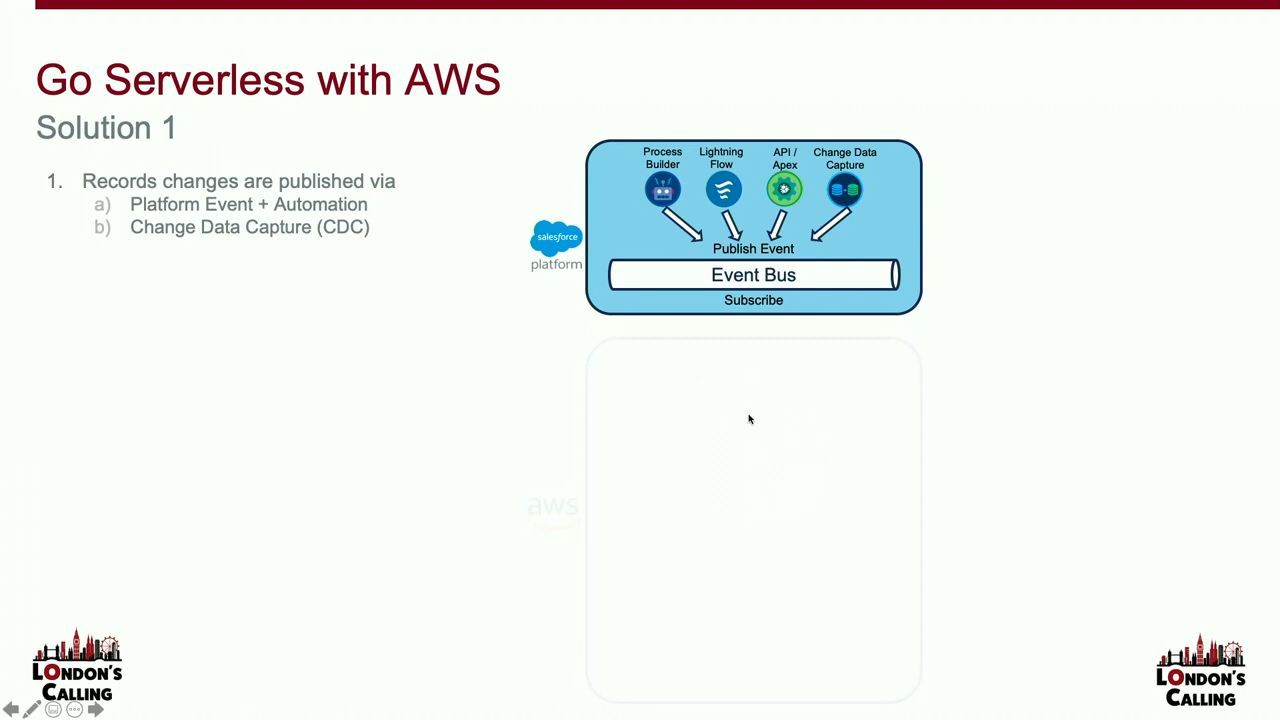 Go Serverless with AWS
Solution 1
1. Records changes are published via
a) Platform Event + Automation
b) Change Data Capture (CDC)
Process Builder
Lightning Flow
API / Apex
Change Data Capture
salesforce
platform
Publish Event
Event Bus
Subscribe
aws
LONDON'S
CALLING
LONDON'S
CALLING